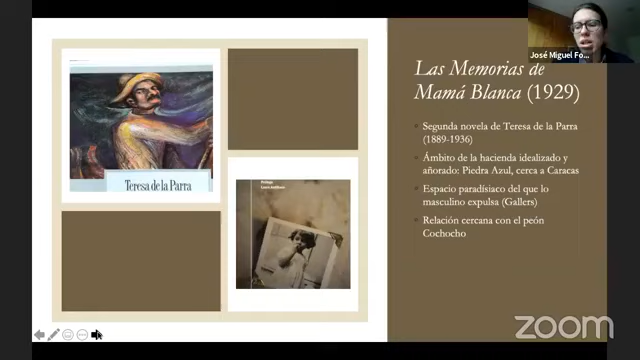 José Miguel Fo...
Las Memorias de
Mamá Blanca (1929)
Segunda novela de Teresa de la Parra
(1889-1936)
Ámbito de la hacienda idealizado y
añorado: Piedra Azul, cerca a Caracas
Espacio paradísiaco del que lo
masculino expulsa (Gallers)
Relación cercana con el peón
Cochocho
Teresa de la Parra
zoom